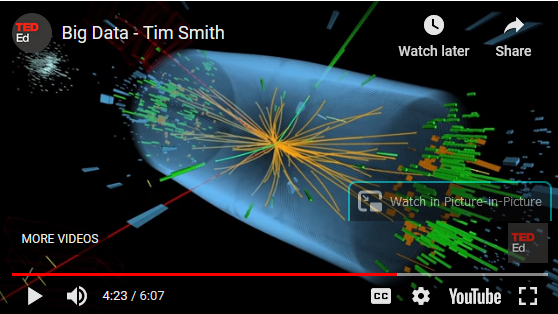 TED
Ed
Big Data - Tim Smith
Watch later
Share
Watch in Picture-in-Picture
TED
Ed
MORE VIDEOS
4:23 / 6:07
CC
YouTube